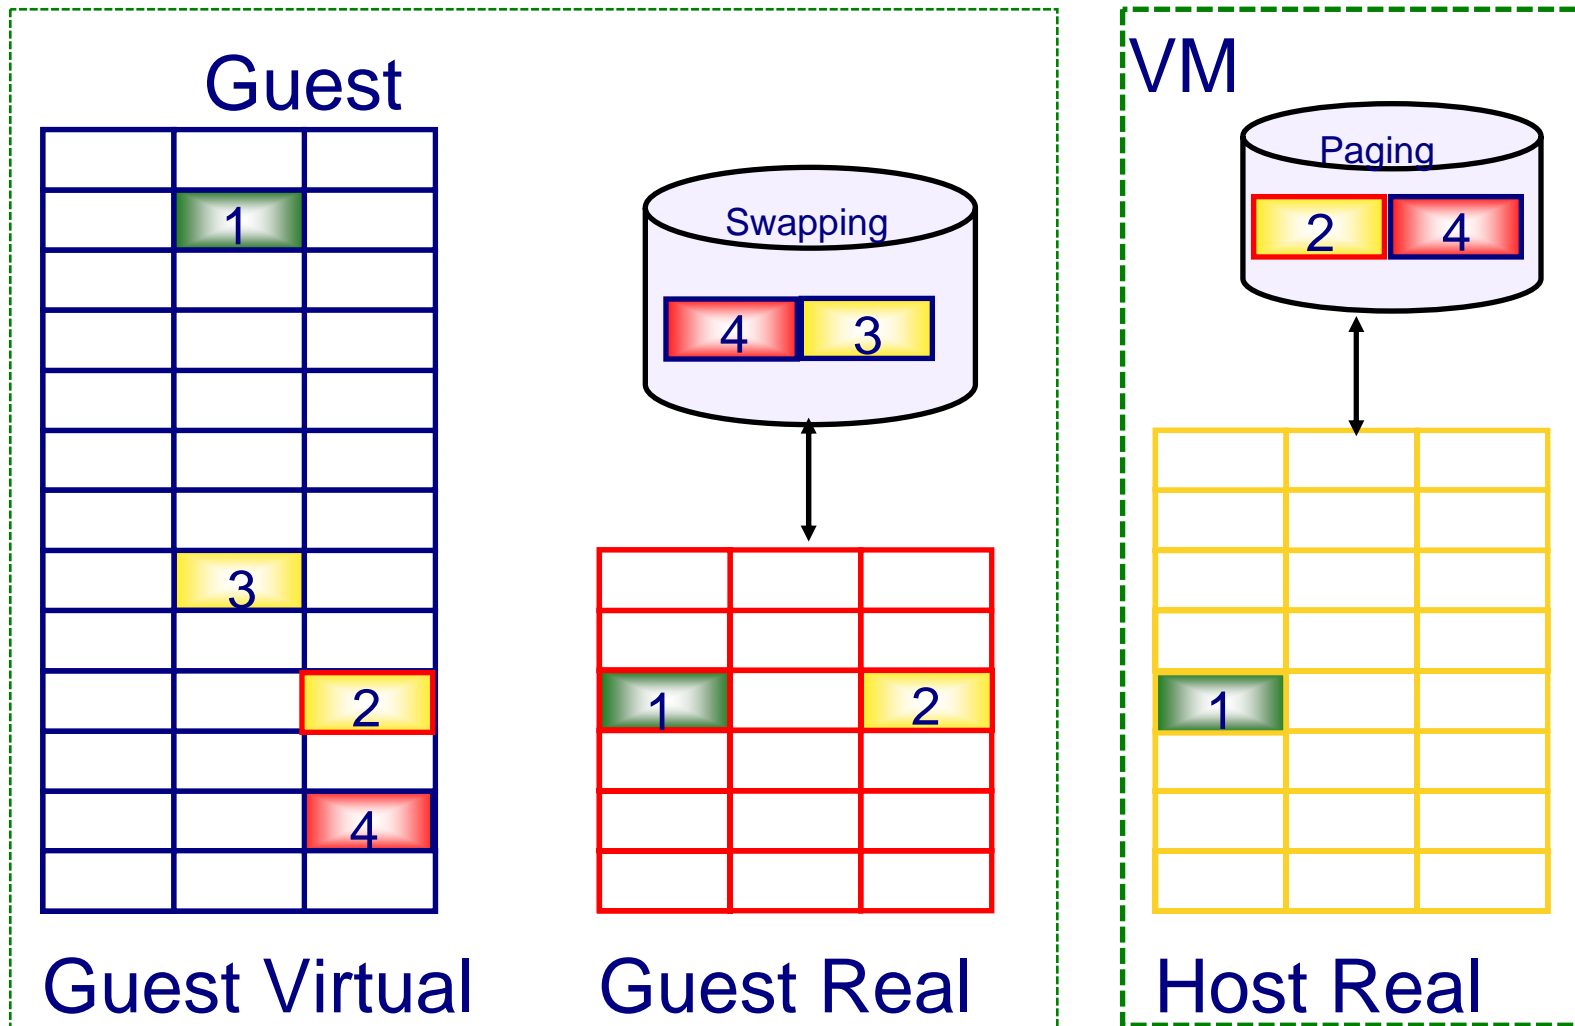 Guest
1
3
2
4
Guest Virtual
Swapping
4 3
1 2
Guest Real
VM
Paging
2 4
1
Host Real